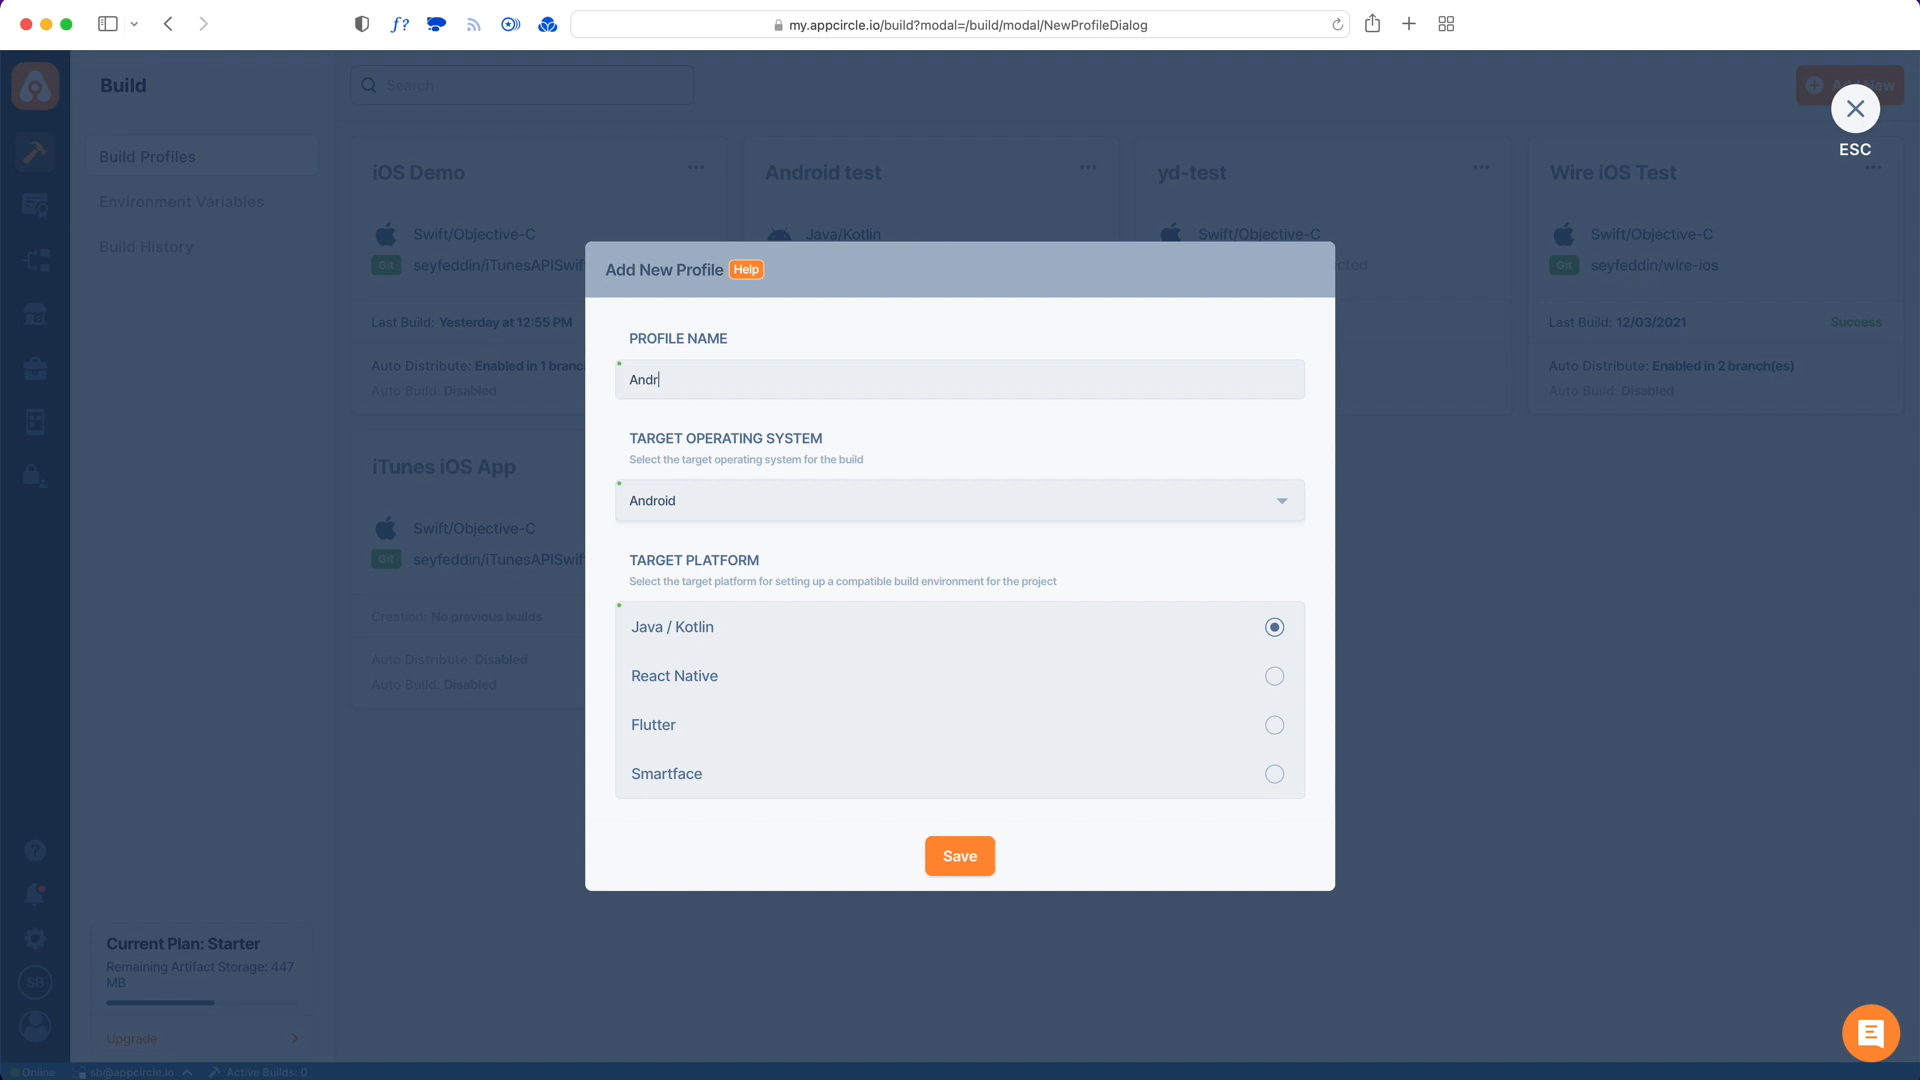 my.appcircle.io/build?modal=/build/modal/NewProfileDialog
Build
Search
Add New
ESC
Build Profiles
Environment Variables
Build History
iOS Demo
Swift/Objective-C
Git seyfeddin/iTunesAPISwif
Last Build: Yesterday at 12:55 PM
Auto Distribute: Enabled in 1 branc
Auto Build: Disabled
Android test
Java/Kotlin
yd-test
Swift/Objective-C
Wire iOS Test
Swift/Objective-C
Git seyfeddin/wire-ios
Last Build: 12/03/2021 Success
Auto Distribute: Enabled in 2 branch(es)
Auto Build: Disabled
iTunes iOS App
Swift/Objective-C
Git seyfeddin/iTunesAPISwif
Creation: No previous builds
Auto Distribute: Disabled
Auto Build: Disabled
Add New Profile Help
PROFILE NAME
Andr
TARGET OPERATING SYSTEM
Select the target operating system for the build
Android
TARGET PLATFORM
Select the target platform for setting up a compatible build environment for the project
Java / Kotlin
React Native
Flutter
Smartface
Save
Current Plan: Starter
Remaining Artifact Storage: 447
MB
Upgrade
SB
Online sb@appcircle.io Active Builds: 0